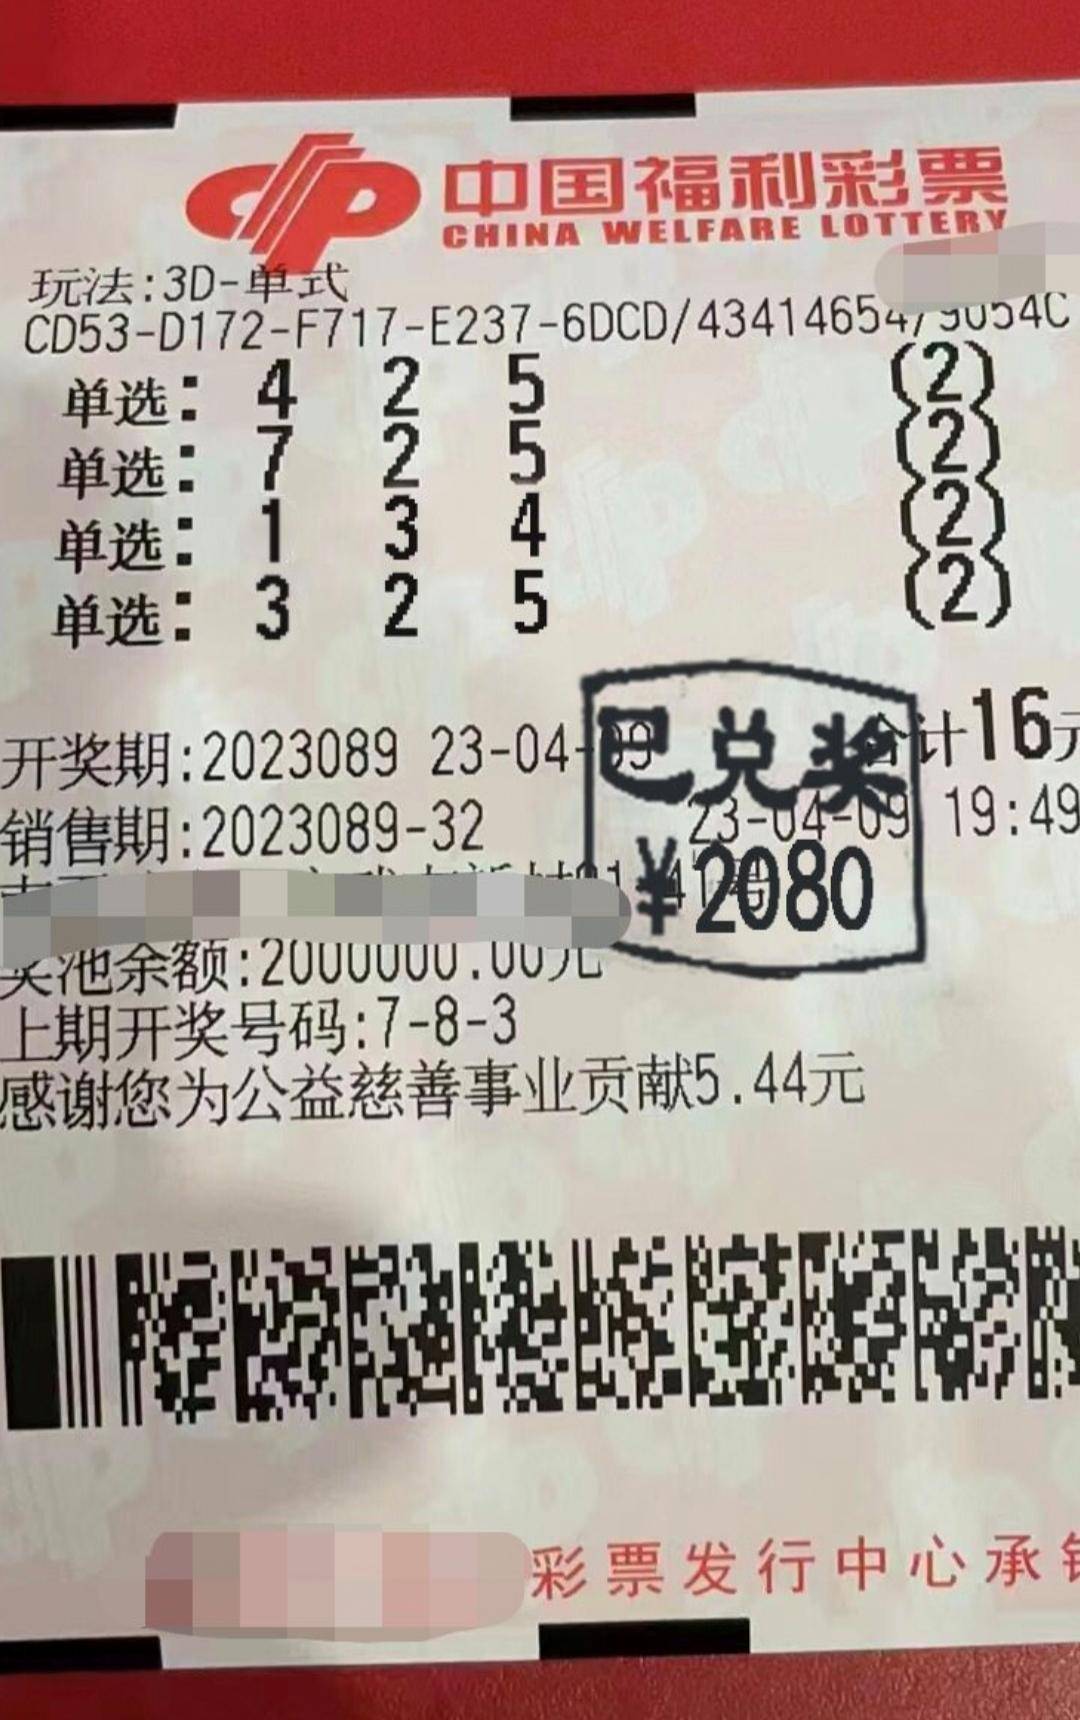 中国福利彩票
CHINA WELFARE LOTTERY
玩法:3D-单式
CD53-D172-F717-E237-6DCD/43414654/9054C
单选: 4 2 5 (2)
单选: 7 2 5 (2)
单选: 1 3 4 (2)
单选: 3 2 5 (2)
开奖期:2023089 23-04-09 合计16元
销售期:2023089-32 23-04-09 19:49
已兑奖
¥2080
奖池余额:2000000.00元
上期开奖号码:7-8-3
感谢您为公益慈善事业贡献5.44元
彩票发行中心承销